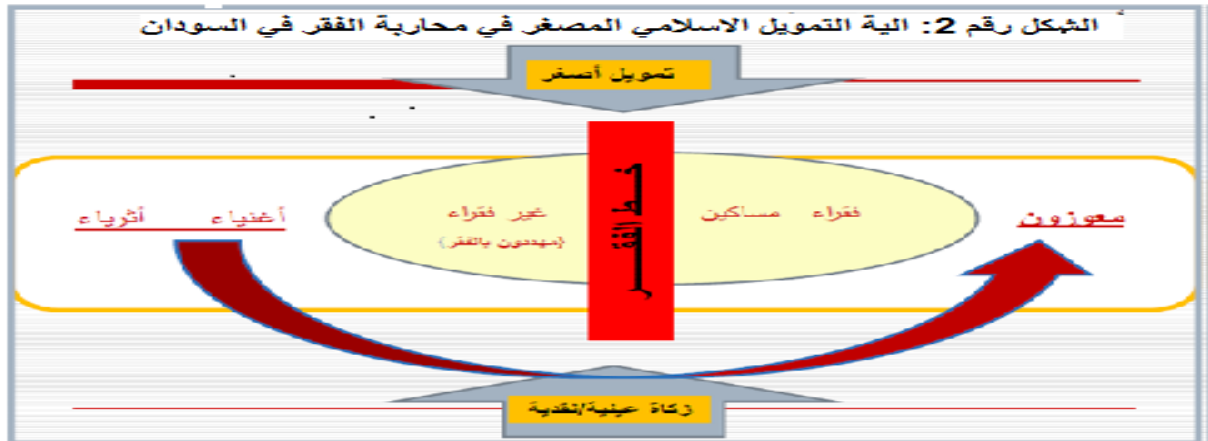 الشكل رقم 2: الية التمويل الاسلامي المصغر في محاربة الفقر في السودان
تمويل أصغر
خط الفقر
معوزون
فقراء مساكين
غير فقراء
(مهددون بالفقر)
أغنياء أثرياء
زكاة عينية/نقدية